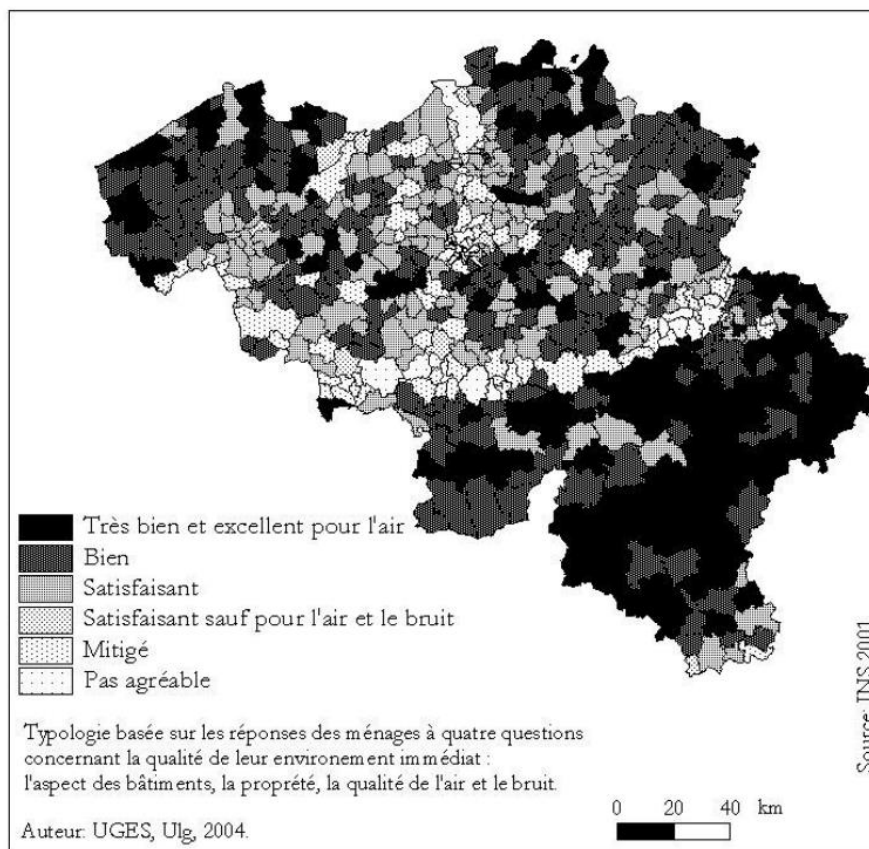 Très bien et excellent pour l'air
Bien
Satisfaisant
Satisfaisant sauf pour l'air et le bruit
Mitigé
Pas agréable
Typologie basée sur les réponses des ménages à quatre questions
concernant la qualité de leur environement immédiat :
l'aspect des bâtiments, la propreté, la qualité de l'air et le bruit.
Auteur: UGES, Ulg, 2004.
0 20 40 km
Source: INS 2001